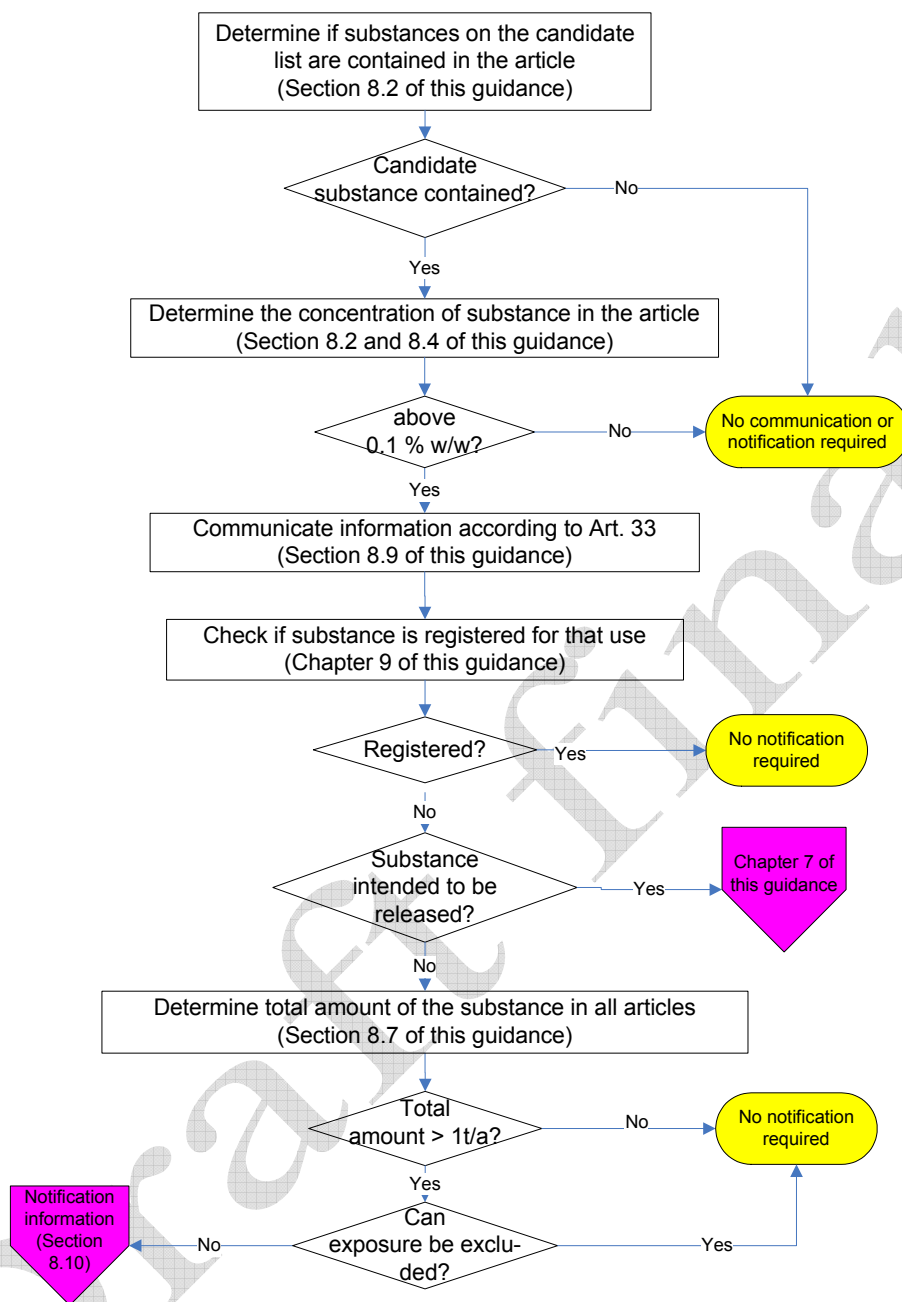 Determine if substances on the candidate
list are contained in the article
(Section 8.2 of this guidance)
Candidate
substance contained?
No
Yes
Determine the concentration of substance in the article
(Section 8.2 and 8.4 of this guidance)
above
0.1 % w/w?
No
No communication or
notification required
Yes
Communicate information according to Art. 33
(Section 8.9 of this guidance)
Check if substance is registered for that use
(Chapter 9 of this guidance)
Registered?
Yes
No notification
required
No
Substance
intended to be
released?
Yes
Chapter 7 of
this guidance
No
Determine total amount of the substance in all articles
(Section 8.7 of this guidance)
Total
amount > 1t/a?
No
No notification
required
Yes
Notification
information
(Section
8.10)
No
Can
exposure be exclu-
ded?
Yes
Draft final